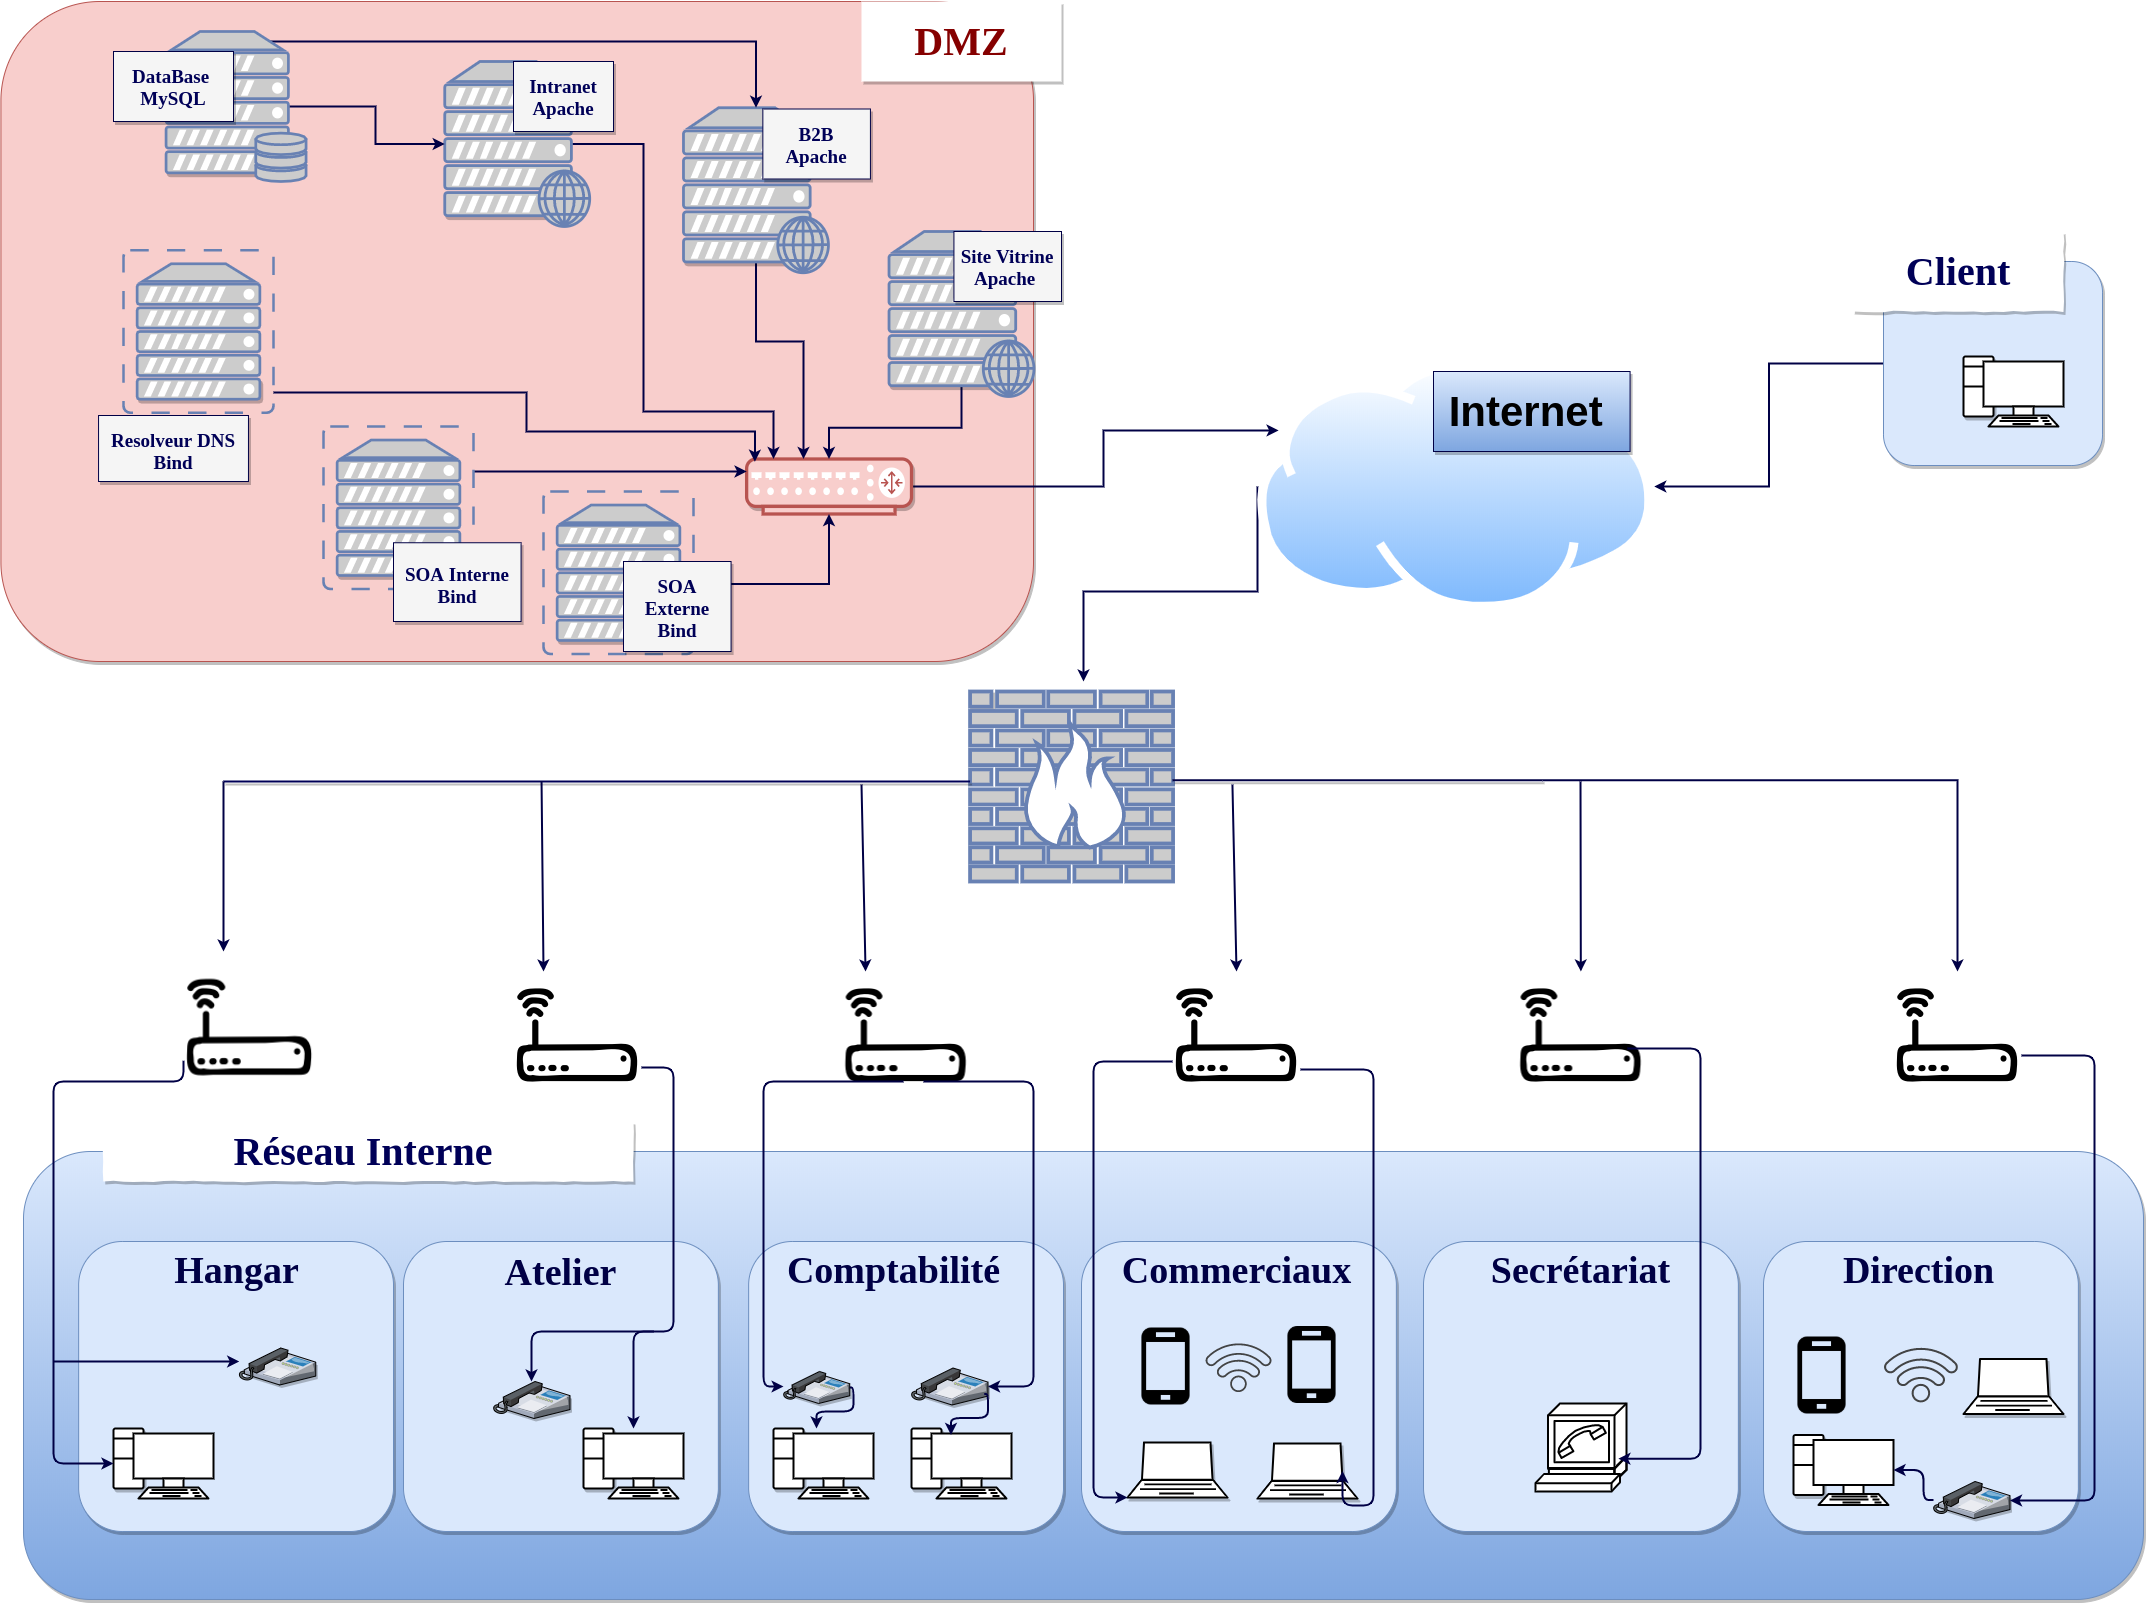 DMZ
DataBase
MySQL
Intranet
Apache
B2B
Apache
Site Vitrine
Apache
Client
Internet
Resolveur DNS
Bind
SOA Interne
Bind
SOA
Externe
Bind
Réseau Interne
Hangar
Atelier
Comptabilité
Commerciaux
Secrétariat
Direction